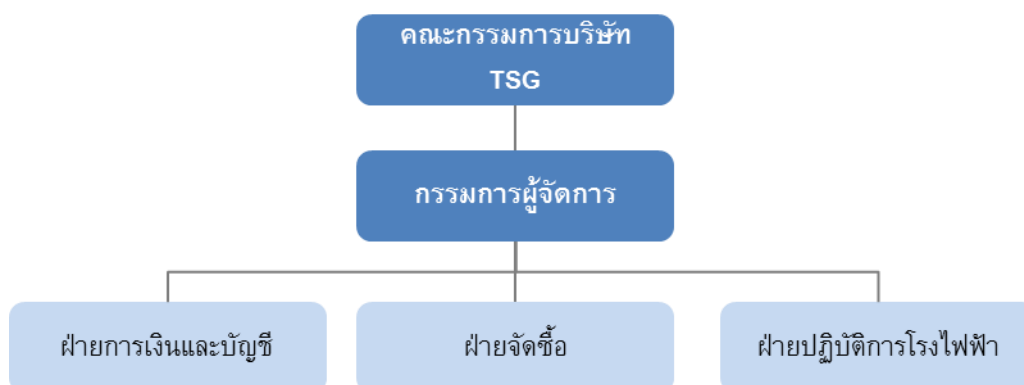 คณะกรรมการบริษัท
TSG
กรรมการผู้จัดการ
ฝ่ายการเงินและบัญชี
ฝ่ายจัดซื้อ
ฝ่ายปฏิบัติการโรงไฟฟ้า